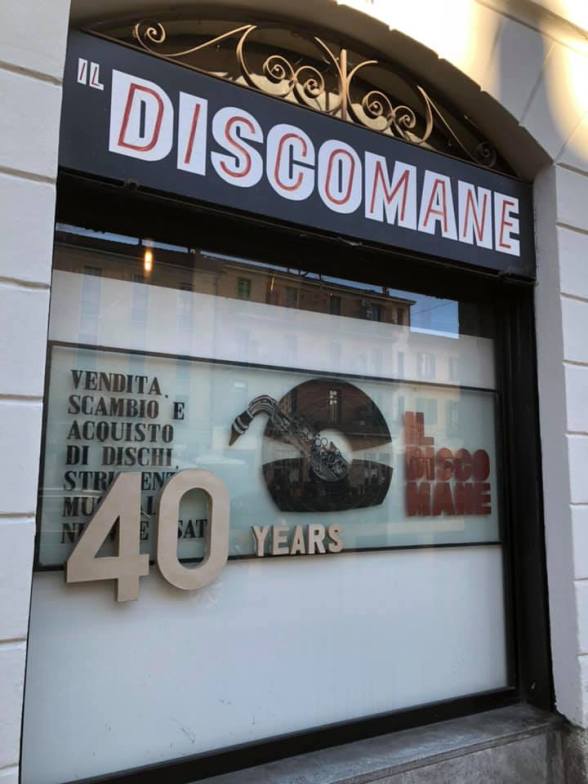 IL
DISCOMANE
VENDITA,
SCAMBIO E
ACQUISTO
DI DISCHI,
40
YEARS
IL
DISCO
MANE